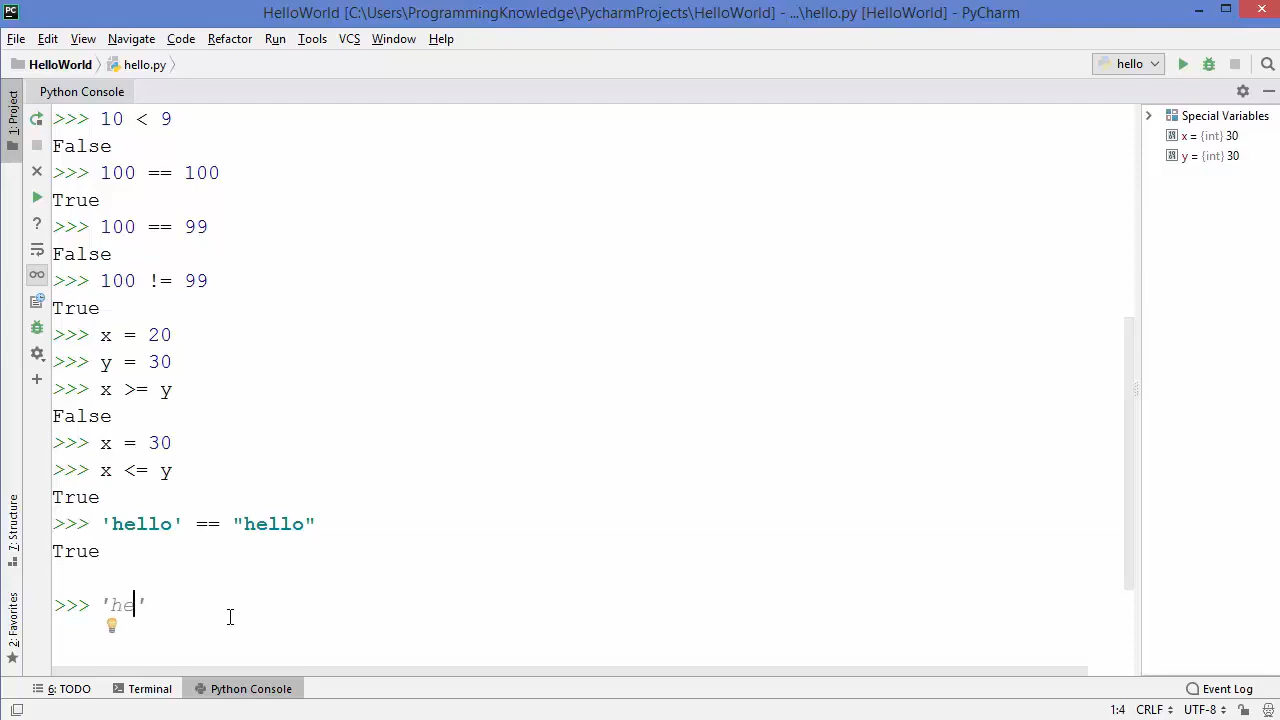 PC
HelloWorld [C:\Users\ProgrammingKnowledge\PycharmProjects\HelloWorld] - ...\hello.py [HelloWorld] - PyCharm
File Edit View Navigate Code Refactor Run Tools VCS Window Help
HelloWorld hello.py hello
Python Console
1: Project
7: Structure
2: Favorites
>>> 10 < 9
False
>>> 100 == 100
True
>>> 100 == 99
False
>>> 100 != 99
True
>>> x = 20
>>> y = 30
>>> x >= y
False
>>> x = 30
>>> x <= y
True
>>> 'hello' == "hello"
True
>>> 'he'
Special Variables
x = {int} 30
y = {int} 30
6: TODO Terminal Python Console Event Log
1:4 CRLF UTF-8